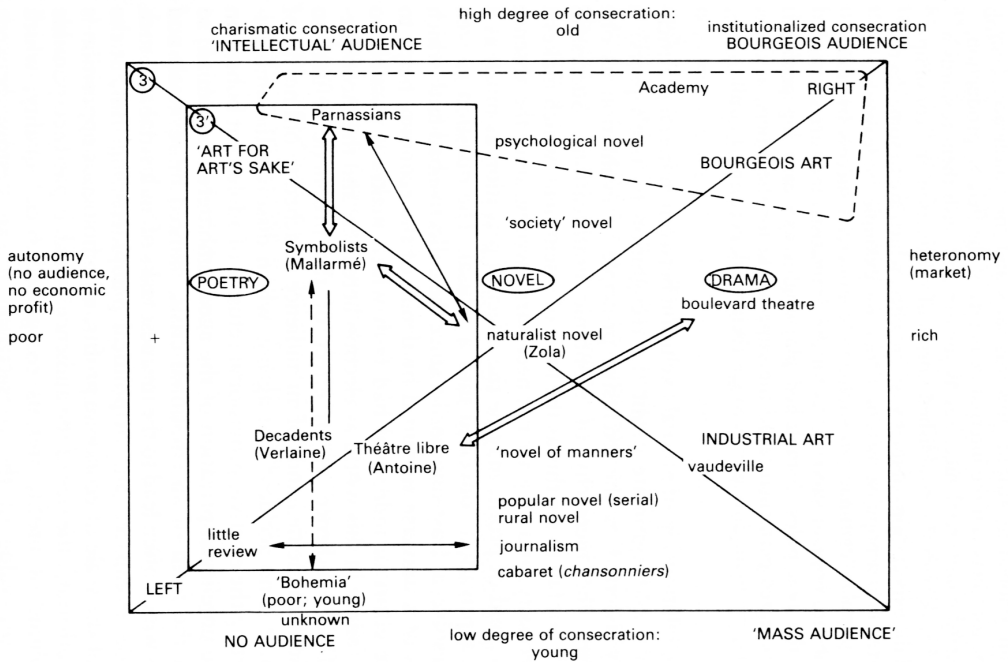 high degree of consecration:
old
charismatic consecration
'INTELLECTUAL' AUDIENCE
institutionalized consecration
BOURGEOIS AUDIENCE
3
Academy
RIGHT
3'
Parnassians
'ART FOR
ART'S SAKE'
psychological novel
BOURGEOIS ART
'society' novel
autonomy
(no audience,
no economic
profit)
poor
+
Symbolists
(Mallarmé)
POETRY
NOVEL
DRAMA
boulevard theatre
heteronomy
(market)
rich
naturalist novel
(Zola)
Decadents
(Verlaine)
Théâtre libre
(Antoine)
'novel of manners'
INDUSTRIAL ART
vaudeville
popular novel (serial)
rural novel
little
review
journalism
cabaret (chansonniers)
LEFT
'Bohemia'
(poor; young)
unknown
NO AUDIENCE
low degree of consecration:
young
'MASS AUDIENCE'